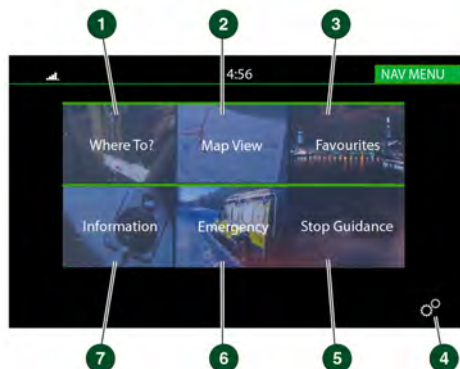 1 2 3
4:56 NAV MENU
Where To? Map View Favourites
Information Emergency Stop Guidance
7 6 5 4